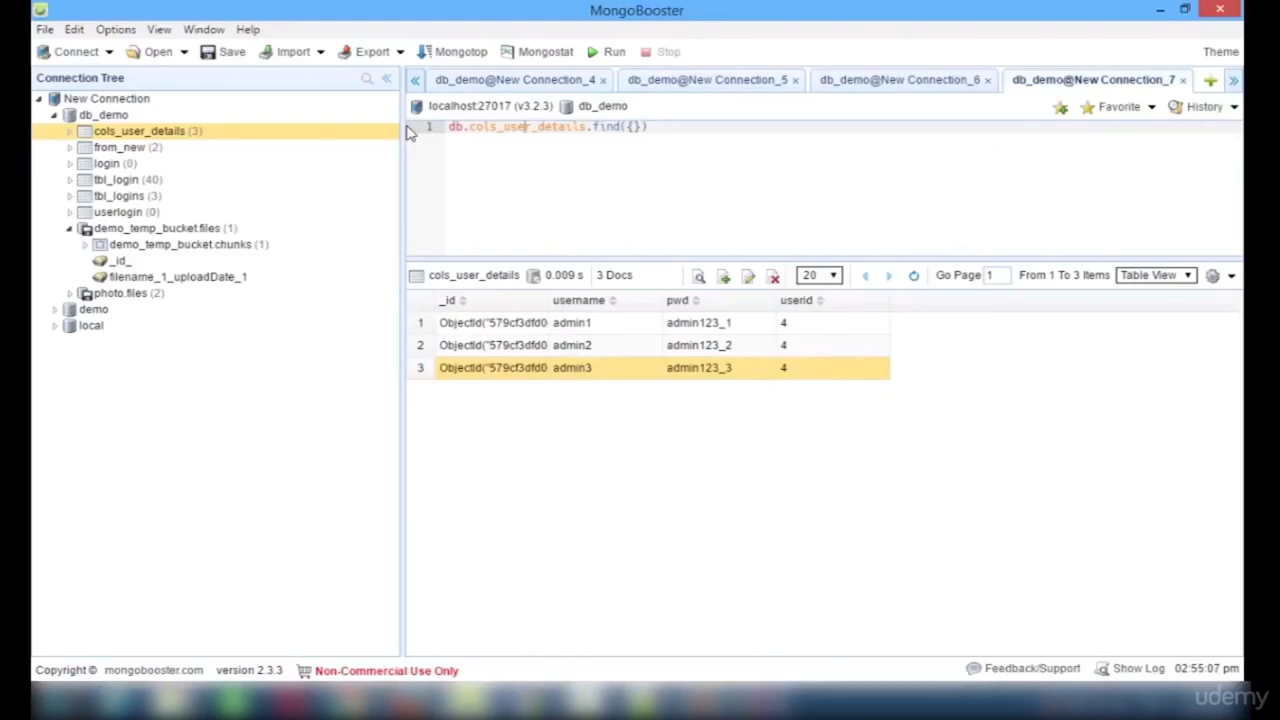 MongoBooster
File Edit Options View Window Help
Connect Open Save Import Export Mongotop Mongostat Run Stop Theme
Connection Tree
db_demo@New Connection_4 × db_demo@New Connection_5 × db_demo@New Connection_6 × db_demo@New Connection_7 ×
New Connection
localhost:27017 (v3.2.3) db_demo Favorite History
db_demo
1 db.cols_user_details.find({})
cols_user_details (3)
from_new (2)
login (0)
tbl_login (40)
tbl_logins (3)
userlogin (0)
demo_temp_bucket.files (1)
demo_temp_bucket.chunks (1)
_id_
filename_1_uploadDate_1
photo.files (2)
demo
local
cols_user_details 0.009 s 3 Docs 20 Go Page 1 From 1 To 3 Items Table View
_id username pwd userid
1 ObjectId("579cf3dfd0 admin1 admin123_1 4
2 ObjectId("579cf3dfd0 admin2 admin123_2 4
3 ObjectId("579cf3dfd0 admin3 admin123_3 4
Copyright © mongobooster.com version 2.3.3 Non-Commercial Use Only Feedback/Support Show Log 02:55:07 pm
udemy